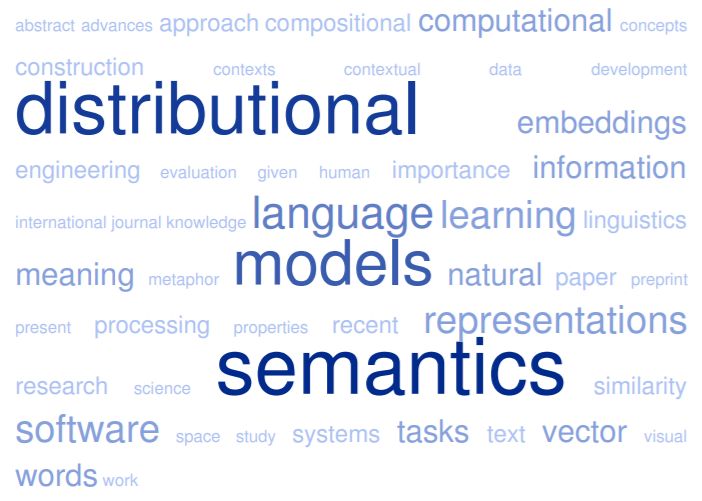 abstract advances approach compositional computational concepts
construction contexts contextual data development
distributional embeddings
engineering evaluation given human importance information
international journal knowledge language learning linguistics
meaning metaphor models natural paper preprint
present processing properties recent representations
research science semantics similarity
software space study systems tasks text vector visual
words work